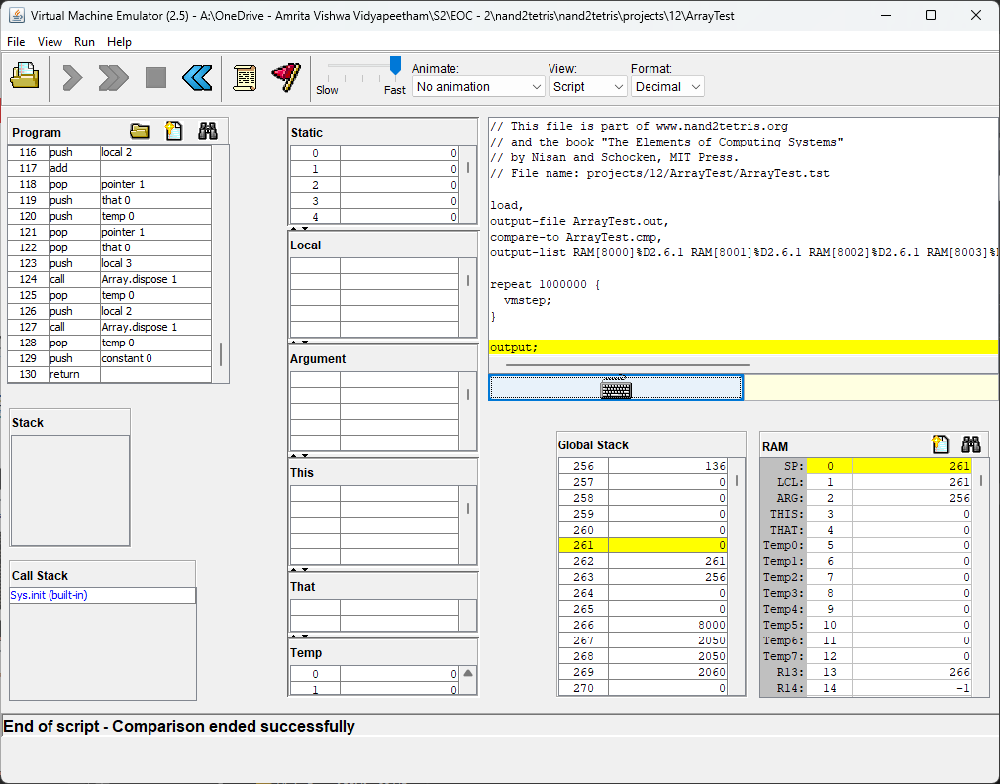 Virtual Machine Emulator (2.5) - A:\OneDrive - Amrita Vishwa Vidyapeetham\S2\EOC - 2\nand2tetris\nand2tetris\projects\12\ArrayTest
File View Run Help
Slow Fast
Animate: View: Format:
No animation Script Decimal
Program
116 push local 2
117 add
118 pop pointer 1
119 push that 0
120 push temp 0
121 pop pointer 1
122 pop that 0
123 push local 3
124 call Array.dispose 1
125 pop temp 0
126 push local 2
127 call Array.dispose 1
128 pop temp 0
129 push constant 0
130 return
Stack
Call Stack
Sys.init (built-in)
Static
0 0
1 0
2 0
3 0
4 0
Local
Argument
This
That
Temp
0 0
1 0
// This file is part of www.nand2tetris.org
// and the book "The Elements of Computing Systems"
// by Nisan and Schocken, MIT Press.
// File name: projects/12/ArrayTest/ArrayTest.tst
load,
output-file ArrayTest.out,
compare-to ArrayTest.cmp,
output-list RAM[8000]%D2.6.1 RAM[8001]%D2.6.1 RAM[8002]%D2.6.1 RAM[8003]%
repeat 1000000 {
vmstep;
}
output;
Global Stack
256 136
257 0
258 0
259 0
260 0
261 0
262 261
263 256
264 0
265 0
266 8000
267 2050
268 2050
269 2060
270 0
RAM
SP: 0 261
LCL: 1 261
ARG: 2 256
THIS: 3 0
THAT: 4 0
Temp0: 5 0
Temp1: 6 0
Temp2: 7 0
Temp3: 8 0
Temp4: 9 0
Temp5: 10 0
Temp6: 11 0
Temp7: 12 0
R13: 13 266
R14: 14 -1
End of script - Comparison ended successfully